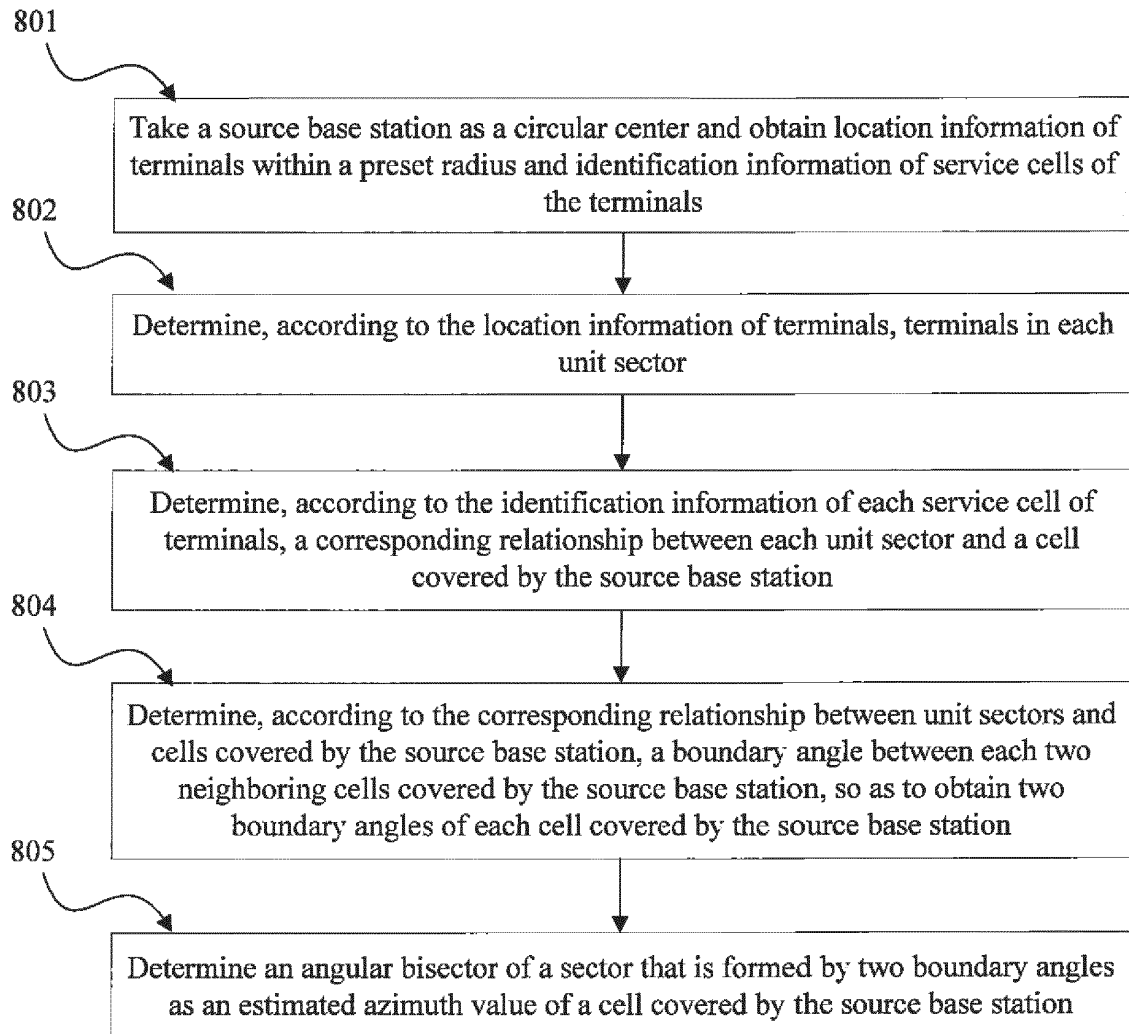 801
Take a source base station as a circular center and obtain location information of
terminals within a preset radius and identification information of service cells of
the terminals
802
Determine, according to the location information of terminals, terminals in each
unit sector
803
Determine, according to the identification information of each service cell of
terminals, a corresponding relationship between each unit sector and a cell
covered by the source base station
804
Determine, according to the corresponding relationship between unit sectors and
cells covered by the source base station, a boundary angle between each two
neighboring cells covered by the source base station, so as to obtain two
boundary angles of each cell covered by the source base station
805
Determine an angular bisector of a sector that is formed by two boundary angles
as an estimated azimuth value of a cell covered by the source base station